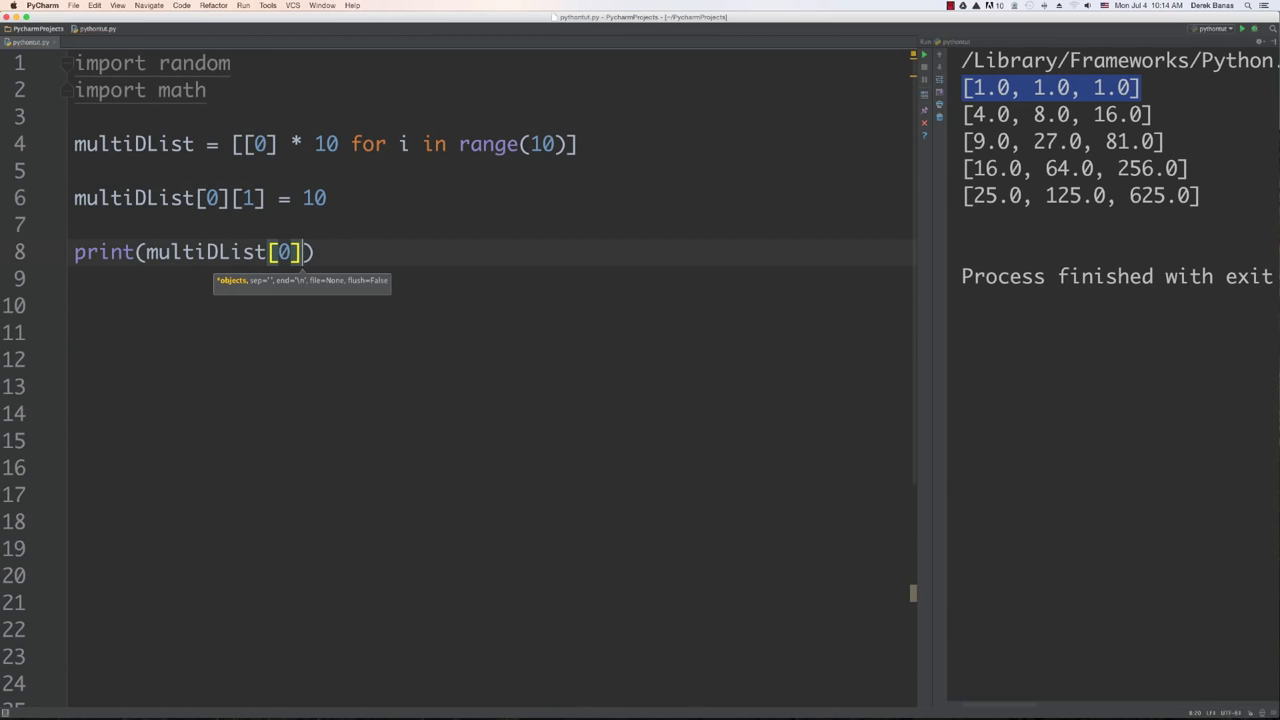 PyCharm File Edit View Navigate Code Refactor Run Tools VCS Window Help 10 Mon Jul 4 10:14 AM Derek Banas
pythontut.py - PycharmProjects - [~/PycharmProjects]
PycharmProjects pythontut.py pythontut
pythontut.py Run pythontut
1 import random
2 import math
3
4 multiDList = [[0] * 10 for i in range(10)]
5
6 multiDList[0][1] = 10
7
8 print(multiDList[0])
*objects, sep="", end="\n", file=None, flush=False
9
10
11
12
13
14
15
16
17
18
19
20
21
22
23
24
/Library/Frameworks/Python.
[1.0, 1.0, 1.0]
[4.0, 8.0, 16.0]
[9.0, 27.0, 81.0]
[16.0, 64.0, 256.0]
[25.0, 125.0, 625.0]
Process finished with exit
8:20 LF÷ UTF-8÷